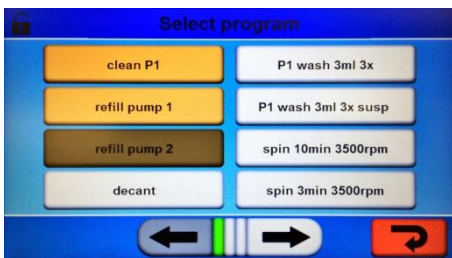 Select program
clean P1
P1 wash 3ml 3x
refill pump 1
P1 wash 3ml 3x susp
refill pump 2
spin 10min 3500rpm
decant
spin 3min 3500rpm